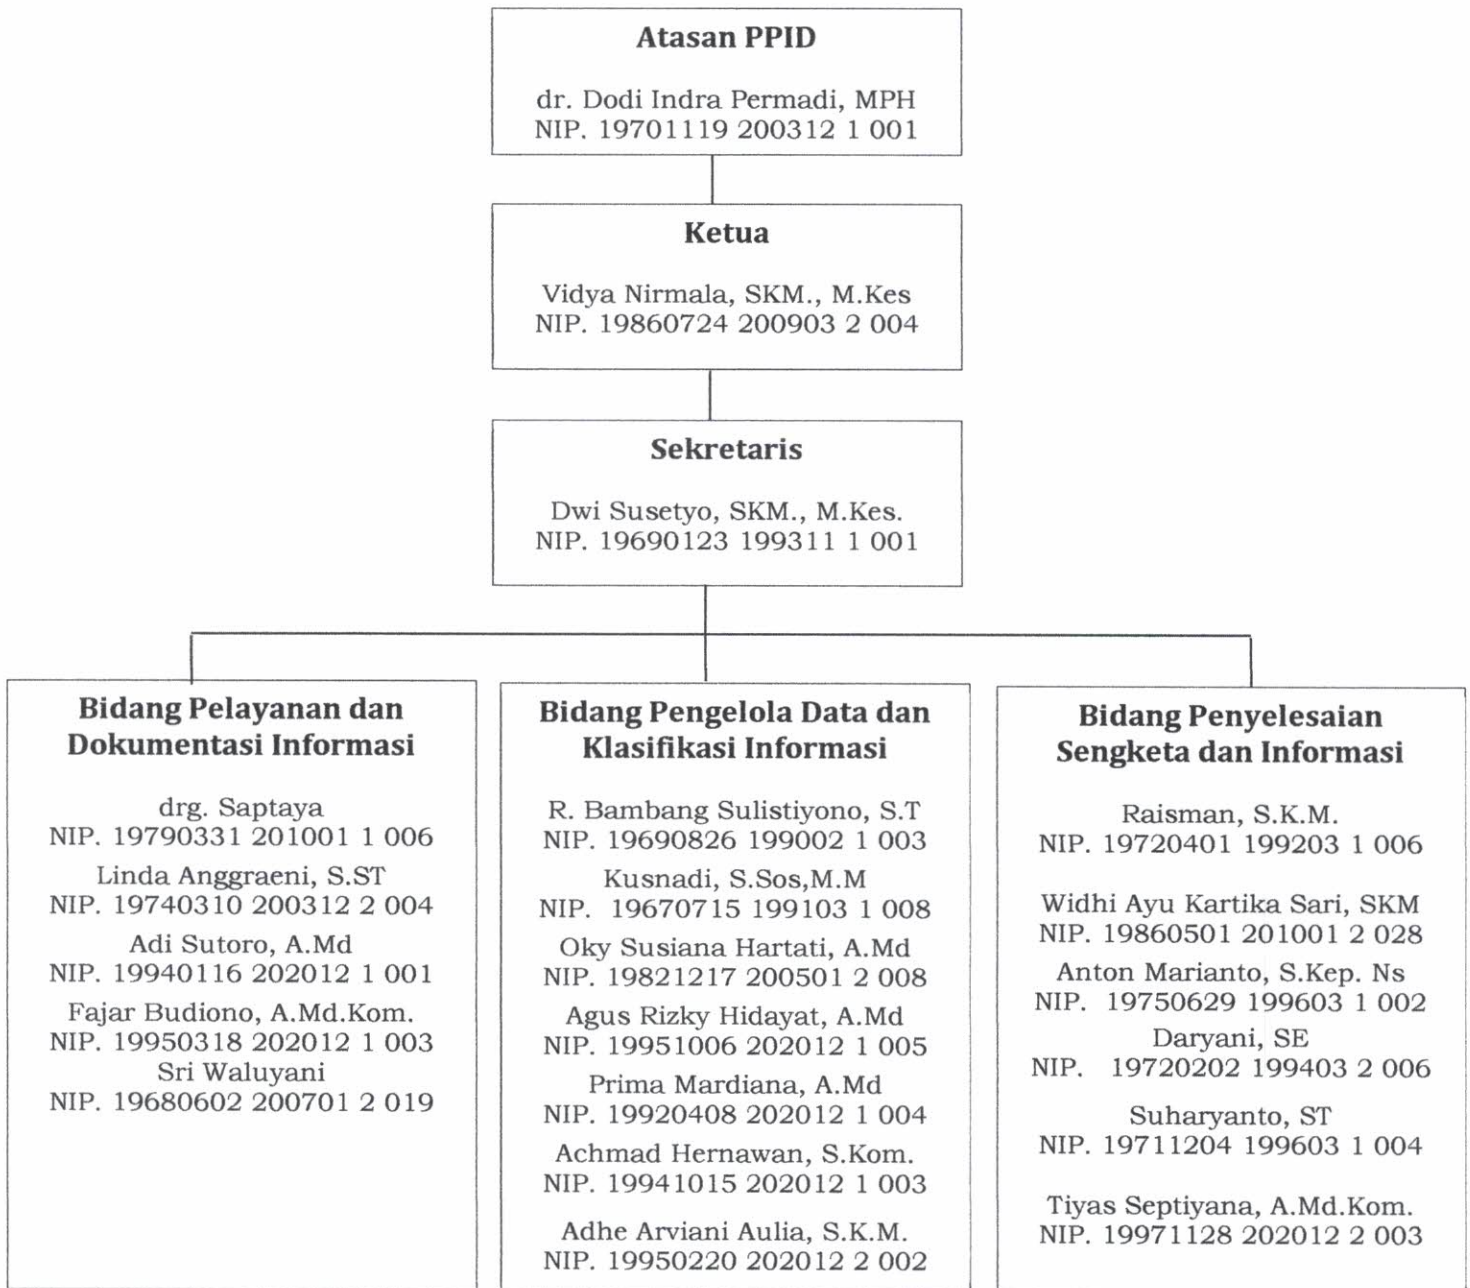 Atasan PPID
dr. Dodi Indra Permadi, MPH
NIP. 19701119 200312 1 001
Ketua
Vidya Nirmala, SKM., M.Kes
NIP. 19860724 200903 2 004
Sekretaris
Dwi Susetyo, SKM., M.Kes.
NIP. 19690123 199311 1 001
Bidang Pelayanan dan
Dokumentasi Informasi
drg. Saptaya
NIP. 19790331 201001 1 006
Linda Anggraeni, S.ST
NIP. 19740310 200312 2 004
Adi Sutoro, A.Md
NIP. 19940116 202012 1 001
Fajar Budiono, A.Md.Kom.
NIP. 19950318 202012 1 003
Sri Waluyani
NIP. 19680602 200701 2 019
Bidang Pengelola Data dan
Klasifikasi Informasi
R. Bambang Sulistiyono, S.T
NIP. 19690826 199002 1 003
Kusnadi, S.Sos,M.M
NIP. 19670715 199103 1 008
Oky Susiana Hartati, A.Md
NIP. 19821217 200501 2 008
Agus Rizky Hidayat, A.Md
NIP. 19951006 202012 1 005
Prima Mardiana, A.Md
NIP. 19920408 202012 1 004
Achmad Hernawan, S.Kom.
NIP. 19941015 202012 1 003
Adhe Arviani Aulia, S.K.M.
NIP. 19950220 202012 2 002
Bidang Penyelesaian
Sengketa dan Informasi
Raisman, S.K.M.
NIP. 19720401 199203 1 006
Widhi Ayu Kartika Sari, SKM
NIP. 19860501 201001 2 028
Anton Marianto, S.Kep. Ns
NIP. 19750629 199603 1 002
Daryani, SE
NIP. 19720202 199403 2 006
Suharyanto, ST
NIP. 19711204 199603 1 004
Tiyas Septiyana, A.Md.Kom.
NIP. 19971128 202012 2 003